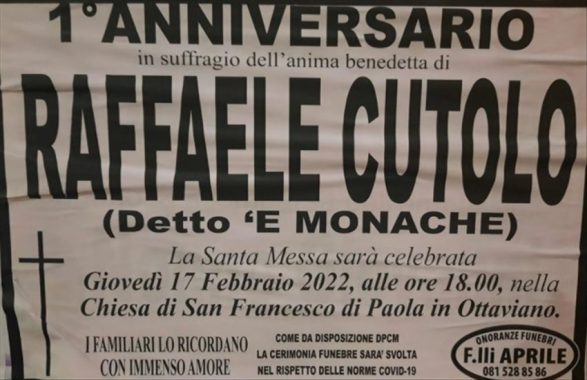 1° ANNIVERSARIO
in suffragio dell'anima benedetta di
RAFFAELE CUTOLO
(Detto 'E MONACHE)
La Santa Messa sarà celebrata
Giovedì 17 Febbraio 2022, alle ore 18.00, nella
Chiesa di San Francesco di Paola in Ottaviano.
I FAMILIARI LO RICORDANO
CON IMMENSO AMORE
COME DA DISPOSIZIONE DPCM
LA CERIMONIA FUNEBRE SARA' SVOLTA
NEL RISPETTO DELLE NORME COVID-19
ONORANZE FUNEBRI
F.lli APRILE
081 528 85 86